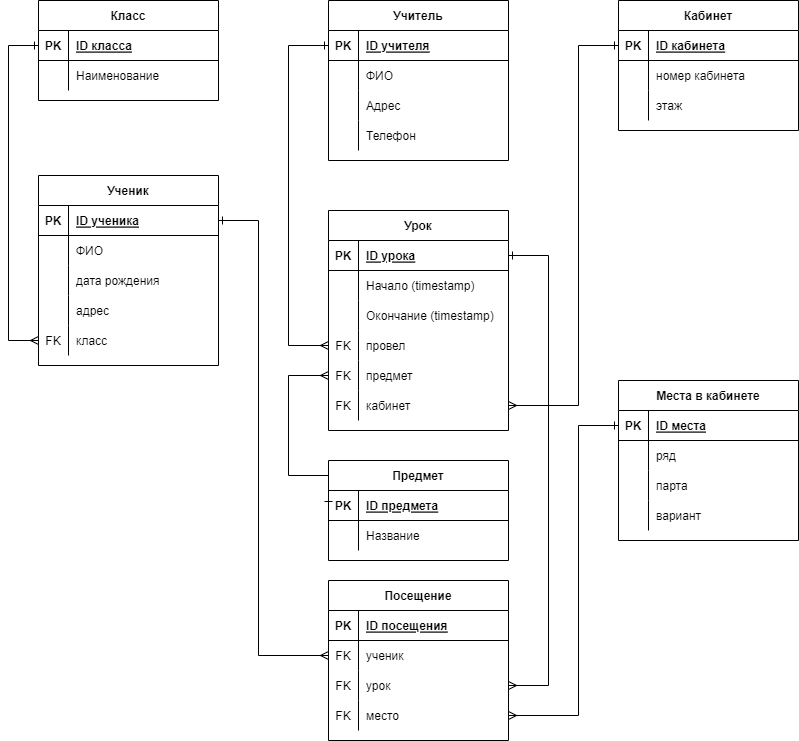 Класс
PK ID класса
Наименование
Учитель
PK ID учителя
ФИО
Адрес
Телефон
Кабинет
PK ID кабинета
номер кабинета
этаж
Ученик
PK ID ученика
ФИО
дата рождения
адрес
FK класс
Урок
PK ID урока
Начало (timestamp)
Окончание (timestamp)
FK провел
FK предмет
FK кабинет
Места в кабинете
PK ID места
ряд
парта
вариант
Предмет
PK ID предмета
Название
Посещение
PK ID посещения
FK ученик
FK урок
FK место